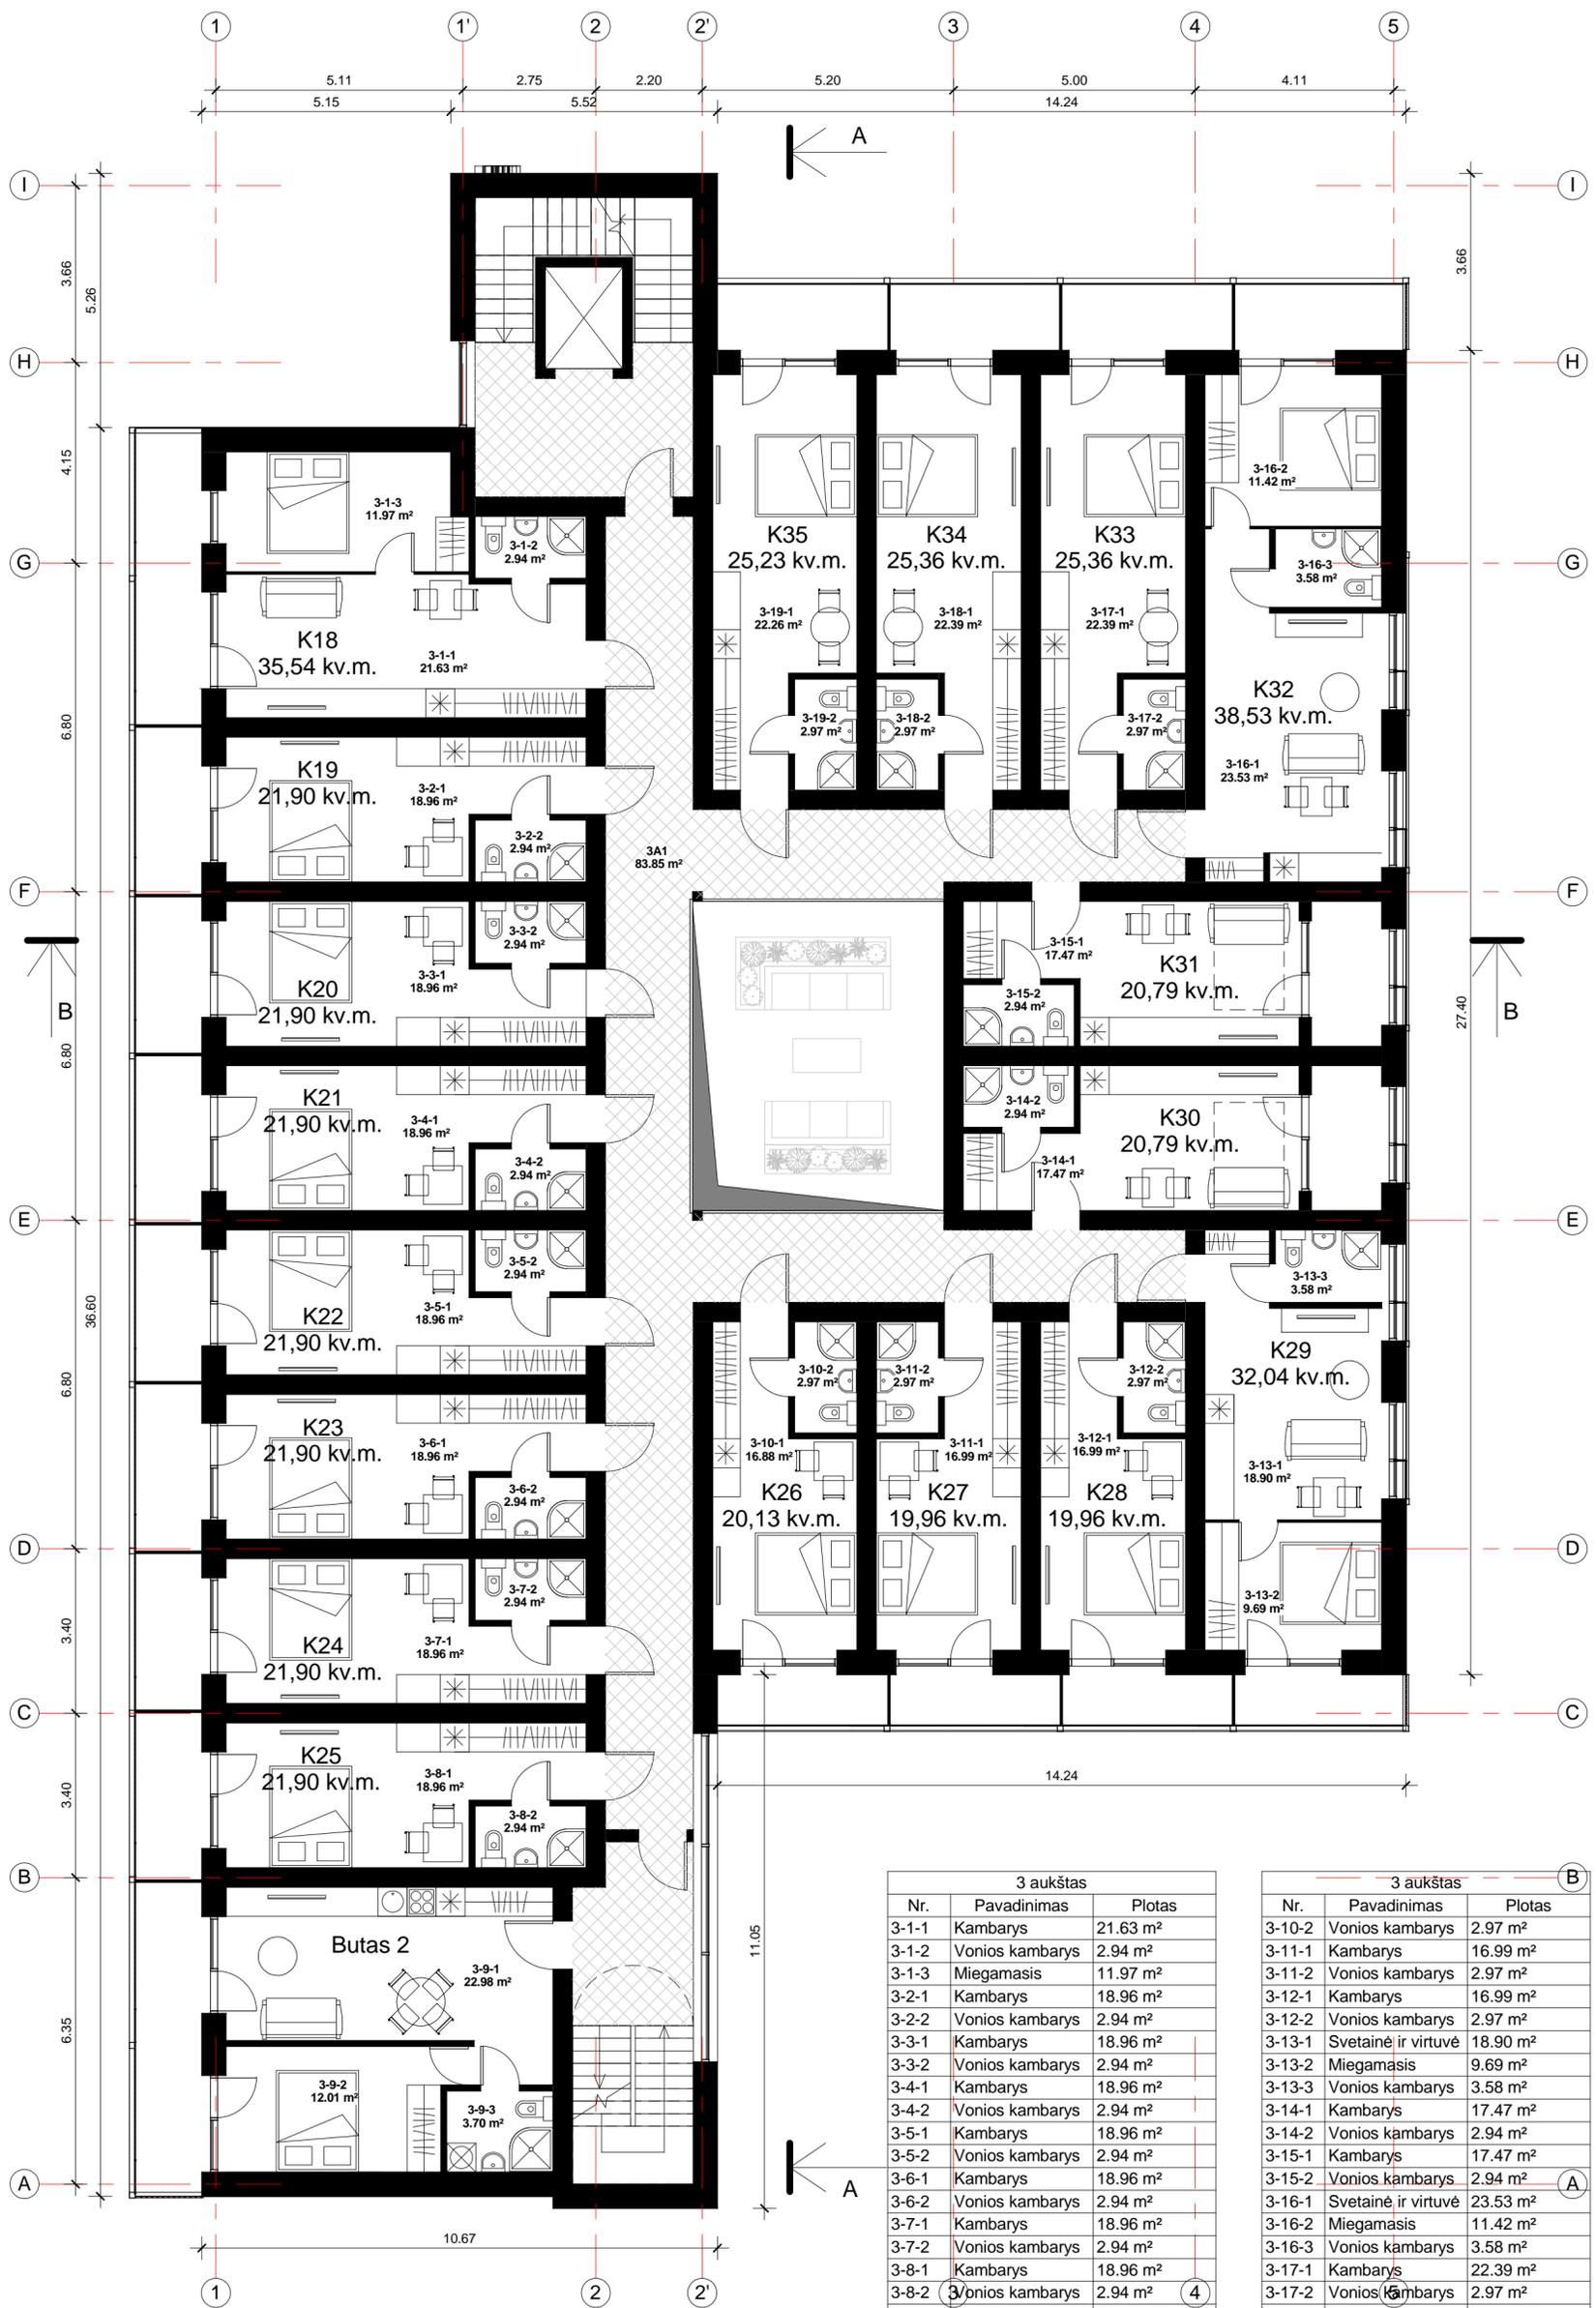 1 1' 2 2' 3 4 5
5.11 2.75 2.20 5.20 5.00 4.11
5.15 5.52 14.24
A
I I
3.66 5.26 3.66
H H
4.15
3-1-3
11.97 m²
3-1-2
2.94 m²
K35
25,23 kv.m.
K34
25,36 kv.m.
K33
25,36 kv.m.
3-16-2
11.42 m²
G G
3-16-3
3.58 m²
K18
35,54 kv.m.
3-1-1
21.63 m²
3-19-1
22.26 m²
3-18-1
22.39 m²
3-17-1
22.39 m²
3-19-2
2.97 m²
3-18-2
2.97 m²
3-17-2
2.97 m²
K32
38,53 kv.m.
3-16-1
23.53 m²
6.80
K19
21,90 kv.m.
3-2-1
18.96 m²
3-2-2
2.94 m²
3A1
83.85 m²
F F
K20
21,90 kv.m.
3-3-1
18.96 m²
3-3-2
2.94 m²
3-15-1
17.47 m²
K31
20,79 kv.m.
3-15-2
2.94 m²
B B
27.40
6.80
K21
21,90 kv.m.
3-4-1
18.96 m²
3-4-2
2.94 m²
3-14-2
2.94 m²
K30
20,79 kv.m.
3-14-1
17.47 m²
E E
36.60
K22
21,90 kv.m.
3-5-1
18.96 m²
3-5-2
2.94 m²
3-13-3
3.58 m²
6.80
K23
21,90 kv.m.
3-6-1
18.96 m²
3-6-2
2.94 m²
3-10-2
2.97 m²
3-11-2
2.97 m²
3-12-2
2.97 m²
K29
32,04 kv.m.
3-10-1
16.88 m²
3-11-1
16.99 m²
3-12-1
16.99 m²
3-13-1
18.90 m²
K26
20,13 kv.m.
K27
19,96 kv.m.
K28
19,96 kv.m.
D D
3.40
K24
21,90 kv.m.
3-7-1
18.96 m²
3-7-2
2.94 m²
3-13-2
9.69 m²
C C
3.40
K25
21,90 kv.m.
3-8-1
18.96 m²
3-8-2
2.94 m²
14.24
B B
11.05
6.35
Butas 2
3-9-1
22.98 m²
3-9-2
12.01 m²
3-9-3
3.70 m²
A A
A
10.67
1 2 2' 3 4 5
3 aukštas
Nr. Pavadinimas Plotas
3-1-1 Kambarys 21.63 m²
3-1-2 Vonios kambarys 2.94 m²
3-1-3 Miegamasis 11.97 m²
3-2-1 Kambarys 18.96 m²
3-2-2 Vonios kambarys 2.94 m²
3-3-1 Kambarys 18.96 m²
3-3-2 Vonios kambarys 2.94 m²
3-4-1 Kambarys 18.96 m²
3-4-2 Vonios kambarys 2.94 m²
3-5-1 Kambarys 18.96 m²
3-5-2 Vonios kambarys 2.94 m²
3-6-1 Kambarys 18.96 m²
3-6-2 Vonios kambarys 2.94 m²
3-7-1 Kambarys 18.96 m²
3-7-2 Vonios kambarys 2.94 m²
3-8-1 Kambarys 18.96 m²
3-8-2 Vonios kambarys 2.94 m²
3 aukštas
Nr. Pavadinimas Plotas
3-10-2 Vonios kambarys 2.97 m²
3-11-1 Kambarys 16.99 m²
3-11-2 Vonios kambarys 2.97 m²
3-12-1 Kambarys 16.99 m²
3-12-2 Vonios kambarys 2.97 m²
3-13-1 Svetainė ir virtuvė 18.90 m²
3-13-2 Miegamasis 9.69 m²
3-13-3 Vonios kambarys 3.58 m²
3-14-1 Kambarys 17.47 m²
3-14-2 Vonios kambarys 2.94 m²
3-15-1 Kambarys 17.47 m²
3-15-2 Vonios kambarys 2.94 m²
3-16-1 Svetainė ir virtuvė 23.53 m²
3-16-2 Miegamasis 11.42 m²
3-16-3 Vonios kambarys 3.58 m²
3-17-1 Kambarys 22.39 m²
3-17-2 Vonios kambarys 2.97 m²